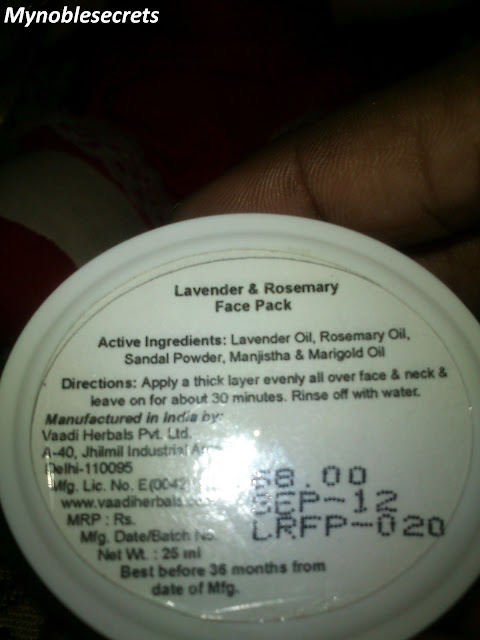 Mynoblesecrets
Lavender & Rosemary
Face Pack
Active Ingredients: Lavender Oil, Rosemary Oil,
Sandal Powder, Manjistha & Marigold Oil
Directions: Apply a thick layer evenly all over face & neck &
leave on for about 30 minutes. Rinse off with water.
Manufactured in India by:
Vaadi Herbals Pvt. Ltd.
A-40, Jhilmil Industrial
Delhi-110095
Mfg. Lic. No.
www.vaadiherbals.
MRP : Rs. 68.00
Mfg. Date/Batch No. SEP-12
LRFP-020
Net Wt. : 25 ml
Best before 36 months from
date of Mfg.